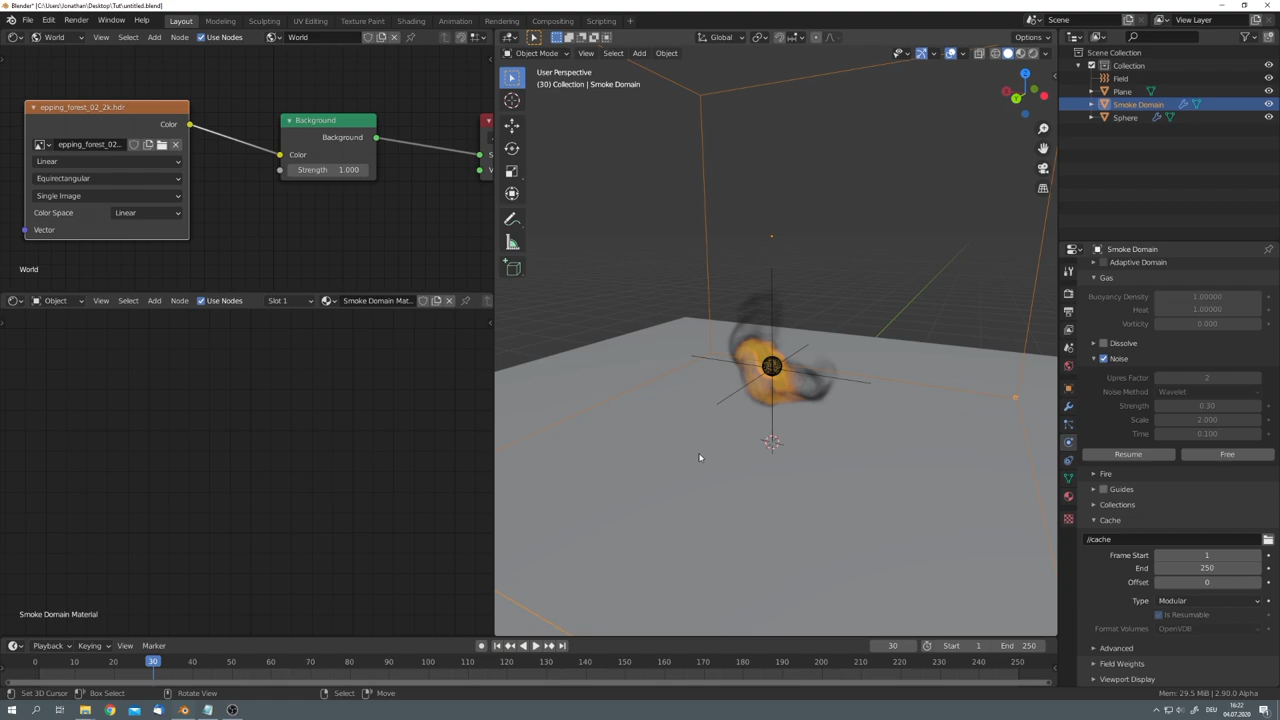 Blender* [C:\Users\Jonathan\Desktop\Tut\untitled.blend]
File Edit Render Window Help Layout Modeling Sculpting UV Editing Texture Paint Shading Animation Rendering Compositing Scripting Scene View Layer
World View Select Add Node Use Nodes World Global Options
Object Mode View Select Add Object
User Perspective
(30) Collection | Smoke Domain
Scene Collection
Collection
Field
Plane
Smoke Domain
Sphere
epping_forest_02_2k.hdr
Color
epping_forest_02...
Linear
Equirectangular
Single Image
Color Space Linear
Vector
Background
Background
Color
Strength 1.000
World
Object View Select Add Node Use Nodes Slot 1 Smoke Domain Mat...
Smoke Domain Material
Smoke Domain
Adaptive Domain
Gas
Buoyancy Density 1.00000
Heat 1.00000
Vorticity 0.000
Dissolve
Noise
Upres Factor 2
Noise Method Wavelet
Strength 0.30
Scale 2.000
Time 0.100
Resume Free
Fire
Guides
Collections
Cache
//cache
Frame Start 1
End 250
Offset 0
Type Modular
Is Resumable
Format Volumes OpenVDB
Advanced
Field Weights
Viewport Display
Playback Keying View Marker 30 Start 1 End 250
0 10 20 30 40 50 60 70 80 90 100 110 120 130 140 150 160 170 180 190 200 210 220 230 240 250
Set 3D Cursor Box Select Rotate View Select Move Mem: 29.5 MiB | 2.90.0 Alpha
DEU 16:22
04.07.2020